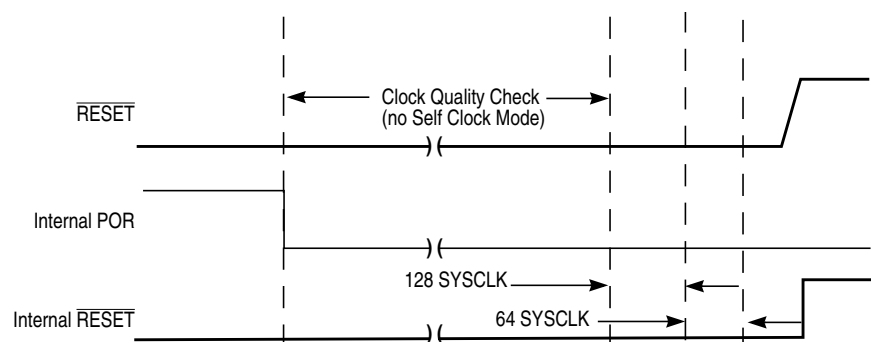 RESET
Clock Quality Check
(no Self Clock Mode)
)(
Internal POR
)(
128 SYSCLK
Internal RESET
64 SYSCLK
)(